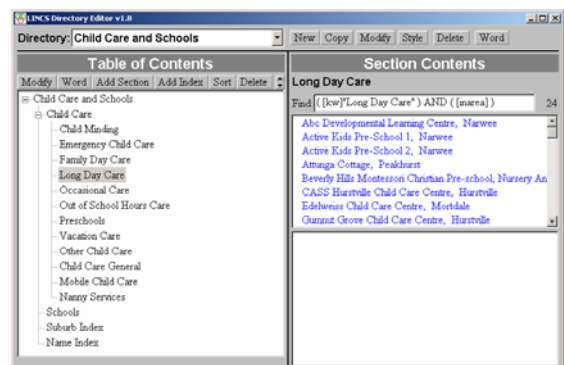 LINCS Directory Editor v1.0
Directory: Child Care and Schools
New Copy Modify Style Delete Word
Table of Contents
Modify Word Add Section Add Index Sort Delete
Child Care and Schools
Child Care
Child Minding
Emergency Child Care
Family Day Care
Long Day Care
Occasional Care
Out of School Hours Care
Preschools
Vacation Care
Other Child Care
Child Care General
Mobile Child Care
Nanny Services
Schools
Suburb Index
Name Index
Section Contents
Long Day Care
Find ( [kw]"Long Day Care" ) AND ( [inarea] ) 24
Abc Developmental Learning Centre, Narwee
Active Kids Pre-School 1, Narwee
Active Kids Pre-School 2, Narwee
Attunga Cottage, Peakhurst
Beverly Hills Montessori Christian Pre-school, Nursery An
CASS Hurstville Child Care Centre, Hurstville
Edelweiss Child Care Centre, Mortdale
Gumnut Grove Child Care Centre, Hurstville